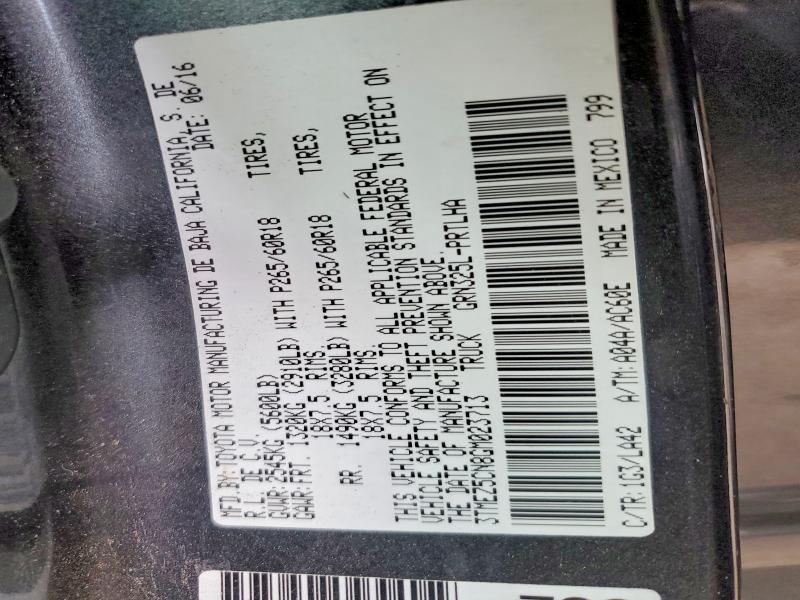 MFD. BY: TOYOTA MOTOR MANUFACTURING DE BAJA CALIFORNIA, S. DE
R.L. DE C.V. DATE: 06/16
GVWR: 2545KG (5600LB)
GAWR: FRT. 1320KG (2910LB) WITH P265/60R18 TIRES,
18X7.5 RIMS.
RR. 1490KG (3280LB) WITH P265/60R18 TIRES,
18X7.5 RIMS.
THIS VEHICLE CONFORMS TO ALL APPLICABLE FEDERAL MOTOR
VEHICLE SAFETY AND THEFT PREVENTION STANDARDS IN EFFECT ON
THE DATE OF MANUFACTURE SHOWN ABOVE.
3TMCZ5CN8GM023713 TRUCK GRN325L-PRTLHA
C/TR: 1G3/LA42 A/TM: A04A/AC60E MADE IN MEXICO 799